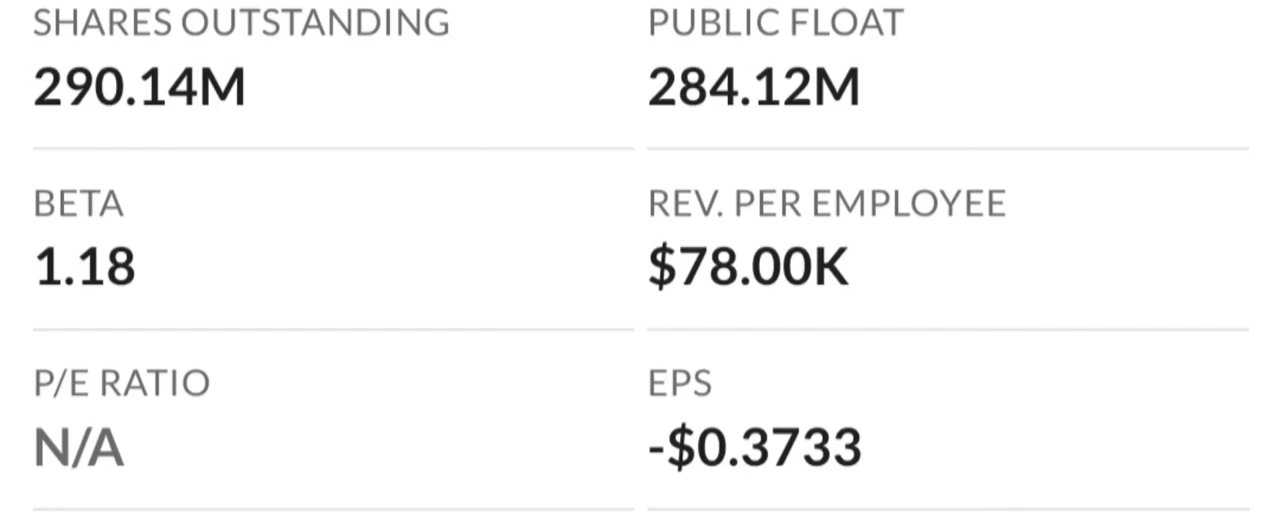 SHARES OUTSTANDING
290.14M
PUBLIC FLOAT
284.12M
BETA
1.18
REV. PER EMPLOYEE
$78.00K
P/E RATIO
N/A
EPS
-$0.3733